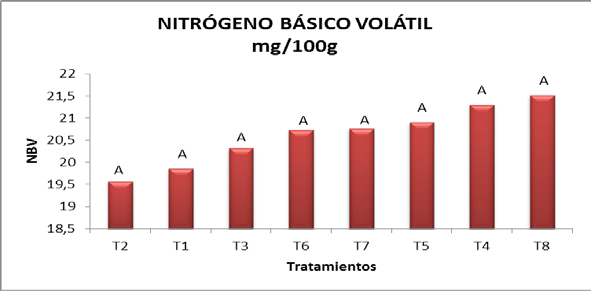 NITRÓGENO BÁSICO VOLÁTIL
mg/100g
NBV
22
21,5
21
20,5
20
19,5
19
18,5
A A A A A A A A
T2 T1 T3 T6 T7 T5 T4 T8
Tratamientos